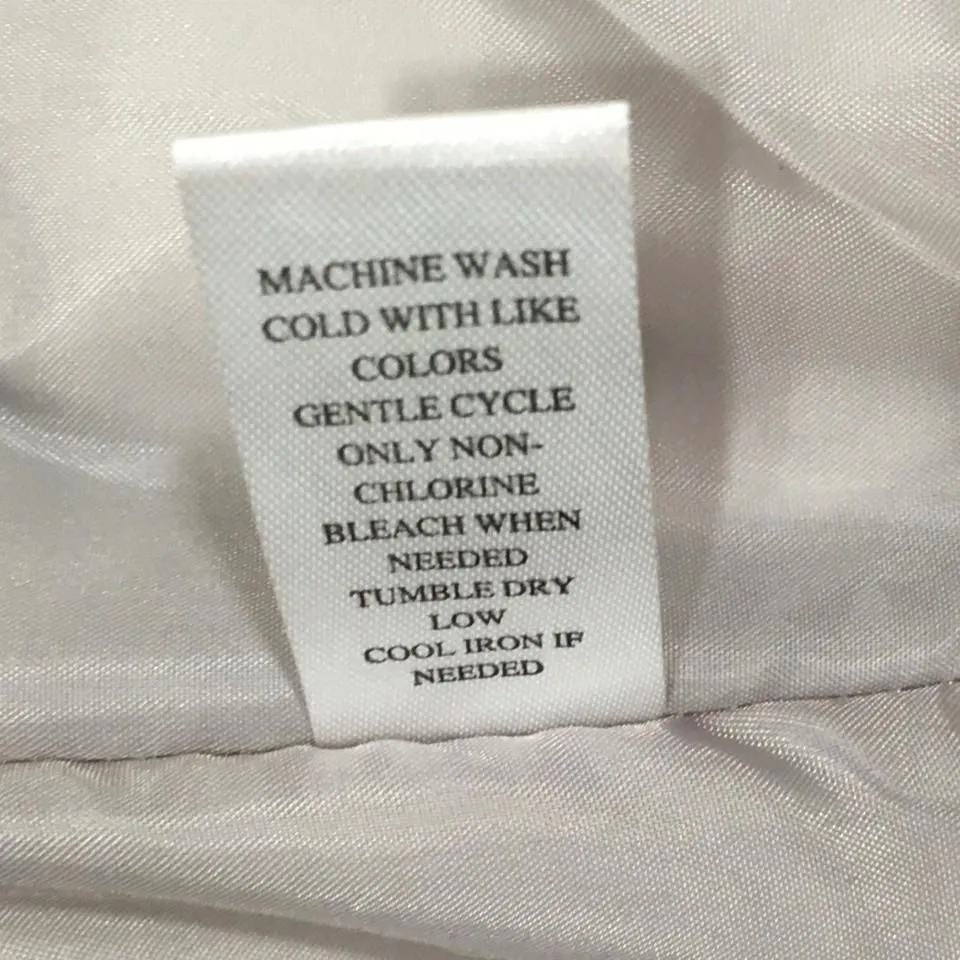 MACHINE WASH
COLD WITH LIKE
COLORS
GENTLE CYCLE
ONLY NON-
CHLORINE
BLEACH WHEN
NEEDED
TUMBLE DRY
LOW
COOL IRON IF
NEEDED